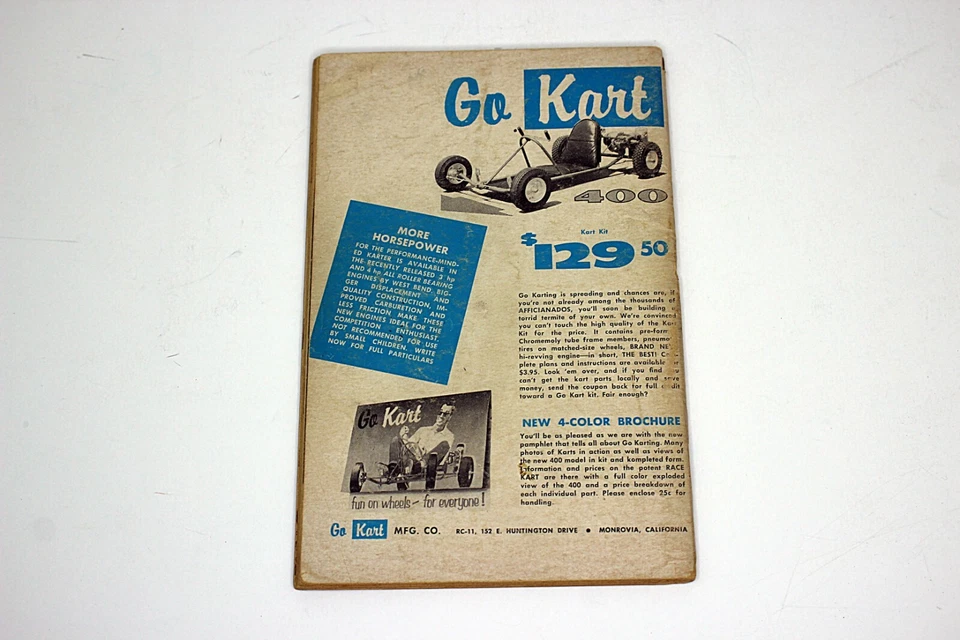 Go Kart
400
Kart Kit
$129 50
MORE
HORSEPOWER
FOR THE PERFORMANCE-MIND-
ED KARTER IS AVAILABLE IN
THE RECENTLY RELEASED 3 hp
AND 4 hp ALL ROLLER BEARING
ENGINES BY WEST BEND. BIG-
GER DISPLACEMENT AND
QUALITY CONSTRUCTION, IM-
PROVED CARBURETION AND
LESS FRICTION MAKE THESE
NEW ENGINES IDEAL FOR THE
COMPETITION ENTHUSIAST.
NOT RECOMMENDED FOR USE
BY SMALL CHILDREN. WRITE
NOW FOR FULL PARTICULARS
Go Karting is spreading and chances are, if
you're not already among the thousands of
AFFICIANADOS, you'll soon be building a
torrid termite of your own. We're convinced
you can't touch the high quality of the Kart
Kit for the price. It contains pre-form
Chromemoly tube frame members, pneumo
tires on matched-size wheels, BRAND NE
hi-revving engine—in short, THE BEST! C
plete plans and instructions are available
$3.95. Look 'em over, and if you find
can't get the kart parts locally and save
money, send the coupon back for full c dit
toward a Go Kart kit. Fair enough?
NEW 4-COLOR BROCHURE
You'll be as pleased as we are with the new
pamphlet that tells all about Go Karting. Many
photos of Karts in action as well as views of
the new 400 model in kit and kompleted form.
Information and prices on the potent RACE
KART are there with a full color exploded
view of the 400 and a price breakdown of
each individual part. Please enclose 25c for
handling.
Go Kart
fun on wheels - for everyone!
Go Kart MFG. CO. RC-11, 152 E. HUNTINGTON DRIVE • MONROVIA, CALIFORNIA